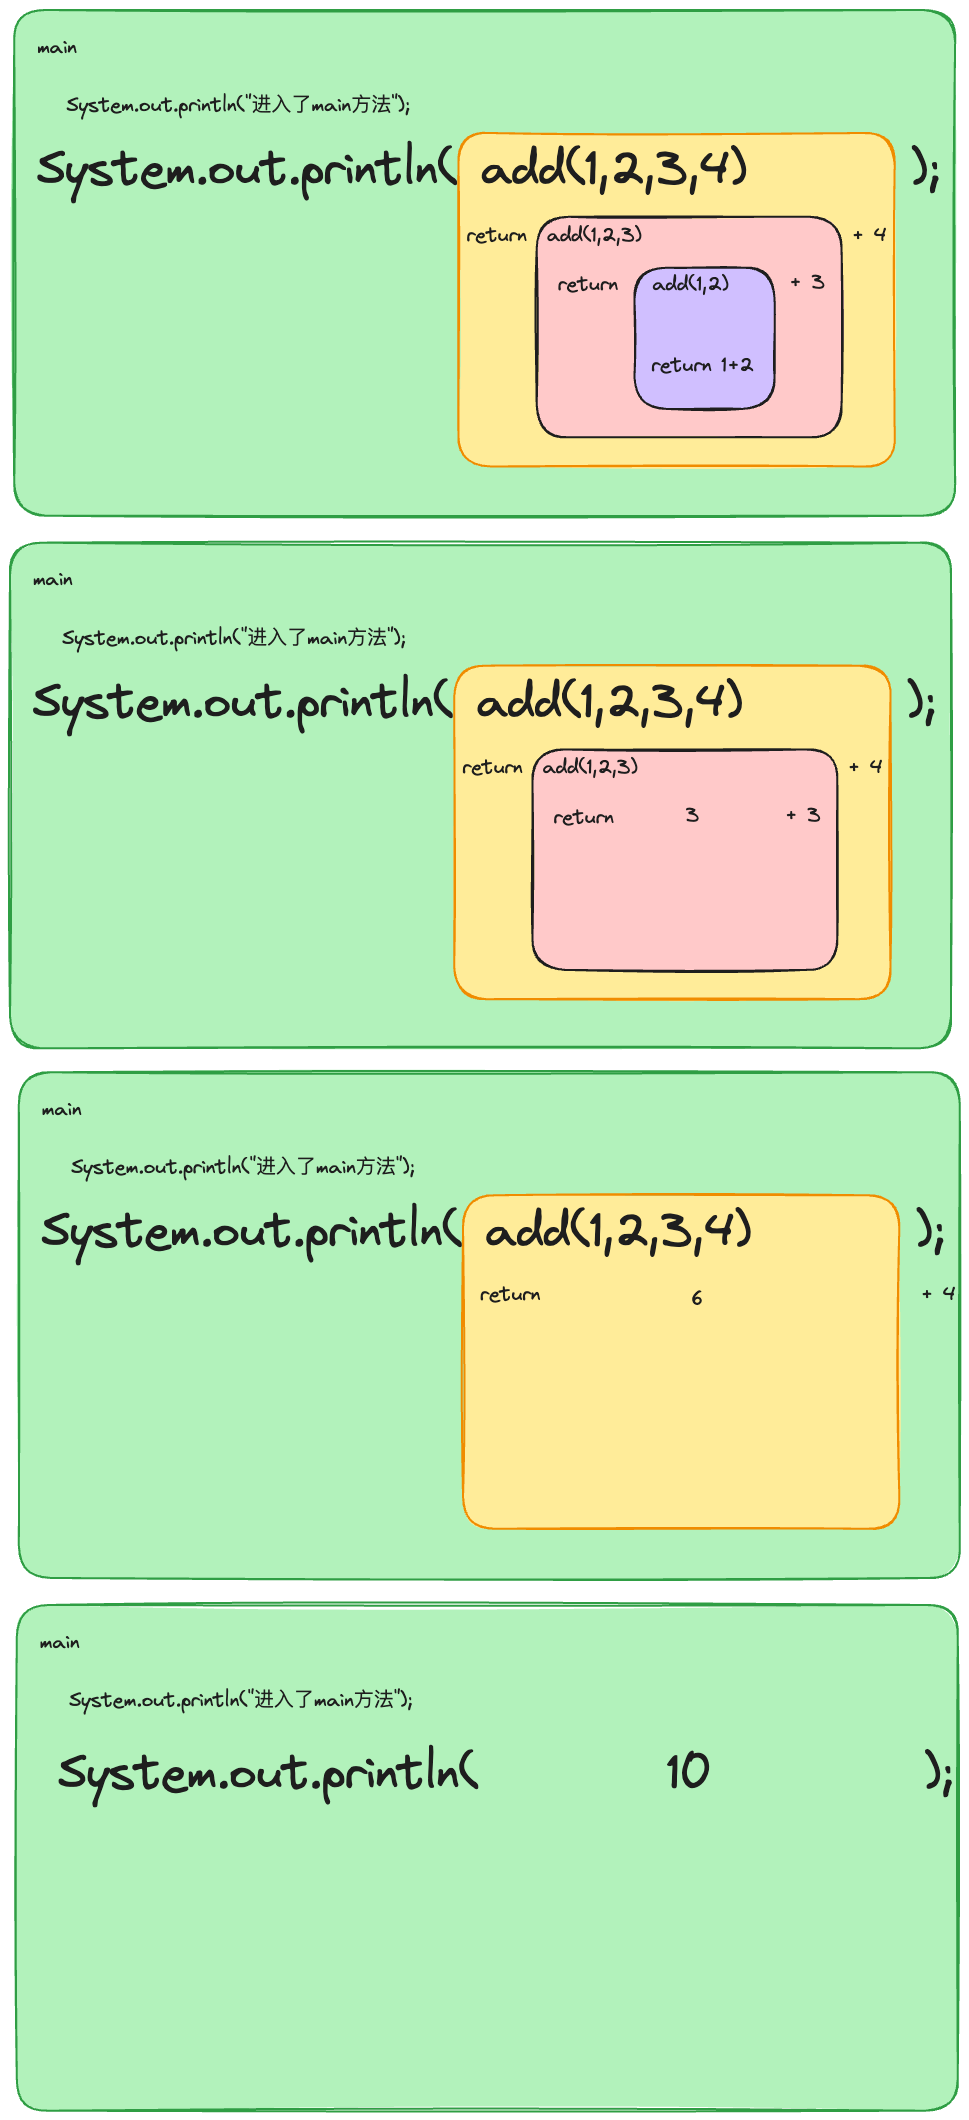 main
System.out.println("进入了main方法");
System.out.println( add(1,2,3,4) );
return add(1,2,3) + 4
return add(1,2) + 3
return 1+2
main
System.out.println("进入了main方法");
System.out.println( add(1,2,3,4) );
return add(1,2,3) + 4
return 3 + 3
main
System.out.println("进入了main方法");
System.out.println( add(1,2,3,4) );
return 6 + 4
main
System.out.println("进入了main方法");
System.out.println( 10 );